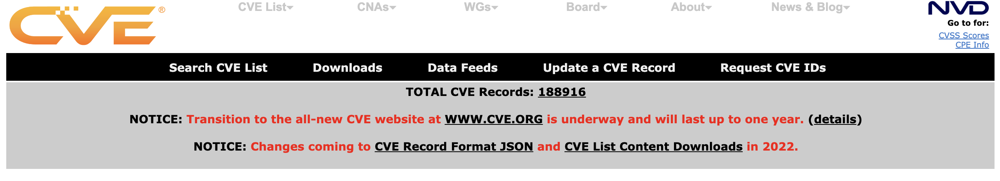 CVE®
CVE List CNAs WGs Board About News & Blog
NVD
Go to for:
CVSS Scores
CPE Info
Search CVE List Downloads Data Feeds Update a CVE Record Request CVE IDs
TOTAL CVE Records: 188916
NOTICE: Transition to the all-new CVE website at WWW.CVE.ORG is underway and will last up to one year. (details)
NOTICE: Changes coming to CVE Record Format JSON and CVE List Content Downloads in 2022.